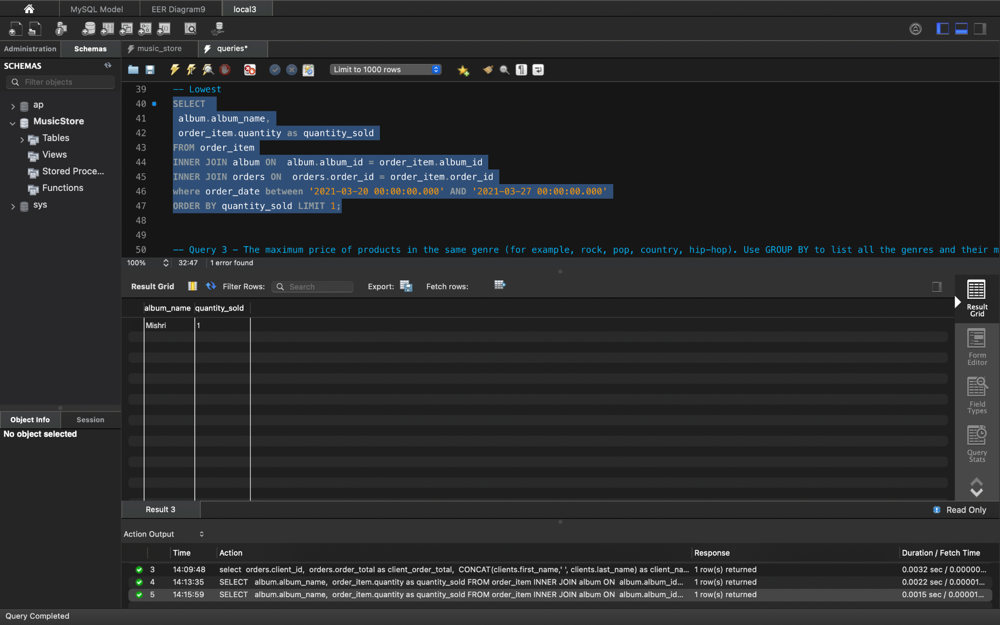 MySQL Model
EER Diagram9
local3
Administration
Schemas
music_store
queries*
SCHEMAS
Filter objects
Limit to 1000 rows
ap
MusicStore
Tables
Views
Stored Proce...
Functions
sys
39 -- Lowest
40 SELECT
41 album.album_name,
42 order_item.quantity as quantity_sold
43 FROM order_item
44 INNER JOIN album ON  album.album_id = order_item.album_id
45 INNER JOIN orders ON  orders.order_id = order_item.order_id
46 where order_date between '2021-03-20 00:00:00.000' AND '2021-03-27 00:00:00.000'
47 ORDER BY quantity_sold LIMIT 1;
48
49
50 -- Query 3 - The maximum price of products in the same genre (for example, rock, pop, country, hip-hop). Use GROUP BY to list all the genres and their m
100% 32:47 1 error found
Result Grid Filter Rows: Search Export: Fetch rows:
album_name quantity_sold
Mishri 1
Result
Grid
Form
Editor
Field
Types
Query
Stats
Object Info
Session
No object selected
Result 3
Read Only
Action Output
Time Action Response Duration / Fetch Time
3 14:09:48 select  orders.client_id,  orders.order_total as client_order_total,  CONCAT(clients.first_name,' ', clients.last_name) as client_na... 1 row(s) returned 0.0032 sec / 0.00000...
4 14:13:35 SELECT   album.album_name,  order_item.quantity as quantity_sold FROM order_item INNER JOIN album ON  album.album_id... 1 row(s) returned 0.0022 sec / 0.00001...
5 14:15:59 SELECT   album.album_name,  order_item.quantity as quantity_sold FROM order_item INNER JOIN album ON  album.album_id... 1 row(s) returned 0.0015 sec / 0.00001...
Query Completed